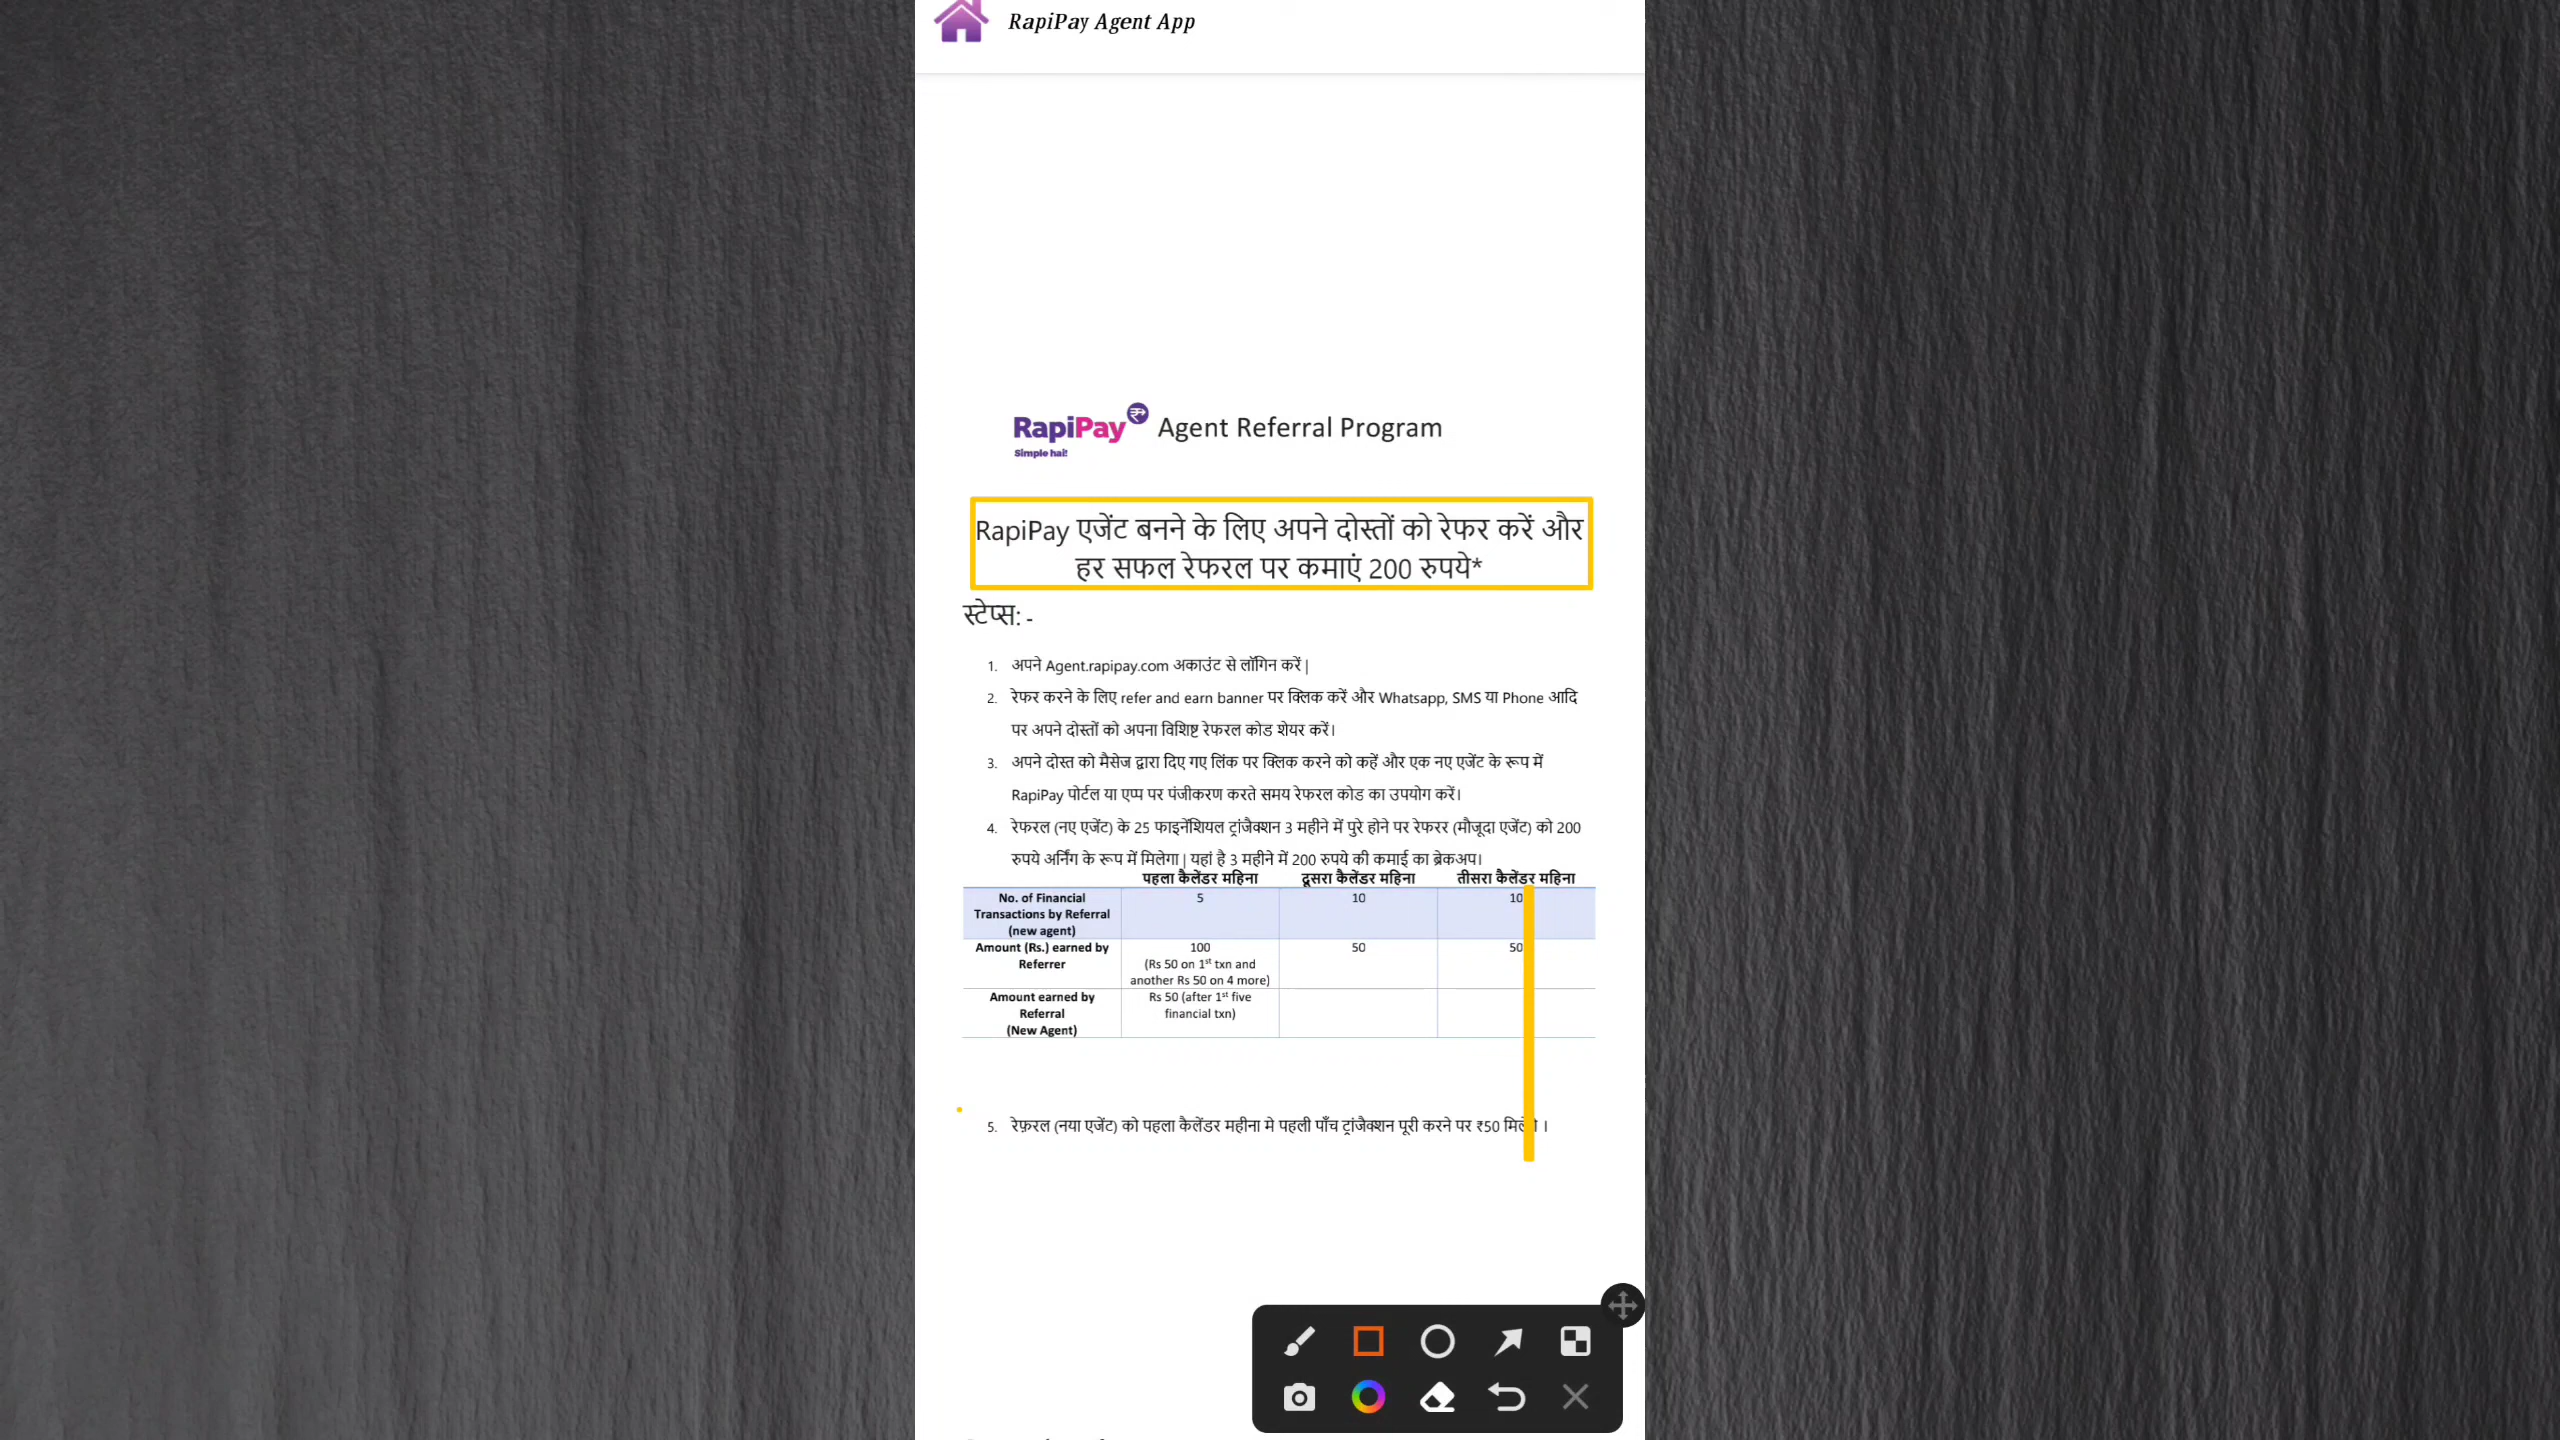 RapiPay Agent App
RapiPay Agent Referral Program
Simple hai!
RapiPay एजेंट बनने के लिए अपने दोस्तों को रेफर करें और
हर सफल रेफरल पर कमाएं 200 रुपये*
स्टेप्स: -
1. अपने Agent.rapipay.com अकाउंट से लॉगिन करें |
2. रेफर करने के लिए refer and earn banner पर क्लिक करें और Whatsapp, SMS या Phone आदि
पर अपने दोस्तों को अपना विशिष्ट रेफरल कोड शेयर करें।
3. अपने दोस्त को मैसेज द्वारा दिए गए लिंक पर क्लिक करने को कहें और एक नए एजेंट के रूप में
RapiPay पोर्टल या एप्प पर पंजीकरण करते समय रेफरल कोड का उपयोग करें।
4. रेफरल (नए एजेंट) के 25 फाइनेंशियल ट्रांजैक्शन 3 महीने में पुरे होने पर रेफरर (मौजूदा एजेंट) को 200
रुपये अर्निंग के रूप में मिलेगा | यहां है 3 महीने में 200 रुपये की कमाई का ब्रेकअप।
पहला कैलेंडर महिना दूसरा कैलेंडर महिना तीसरा कैलेंडर महिना
No. of Financial 5 10 10
Transactions by Referral
(new agent)
Amount (Rs.) earned by 100 50 50
Referrer (Rs 50 on 1st txn and
another Rs 50 on 4 more)
Amount earned by Rs 50 (after 1st five
Referral financial txn)
(New Agent)
5. रेफ़रल (नया एजेंट) को पहला कैलेंडर महीना मे पहली पाँच ट्रांजैक्शन पूरी करने पर ₹50 ।